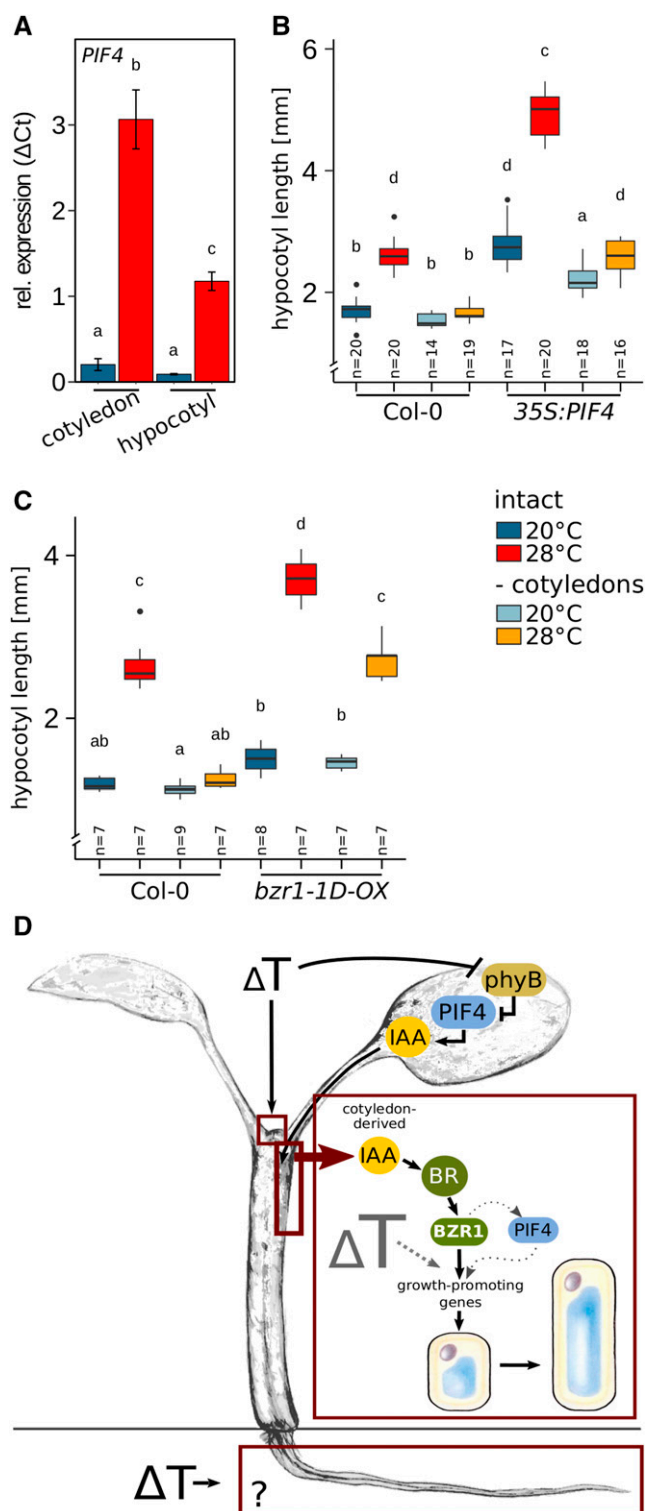 A
PIF4
rel. expression (ΔCt)
3
2
1
0
a
b
a
c
cotyledon
hypocotyl
B
hypocotyl length [mm]
6
4
2
b
d
b
b
d
c
a
d
n=20
n=20
n=14
n=19
n=17
n=20
n=18
n=16
Col-0
35S:PIF4
C
hypocotyl length [mm]
4
2
ab
c
a
ab
b
d
b
c
n=7
n=7
n=9
n=7
n=8
n=7
n=7
n=7
Col-0
bzr1-1D-OX
intact
20°C
28°C
- cotyledons
20°C
28°C
D
ΔT
phyB
PIF4
IAA
cotyledon-
derived
IAA
BR
BZR1
PIF4
ΔT
growth-promoting
genes
ΔT
?